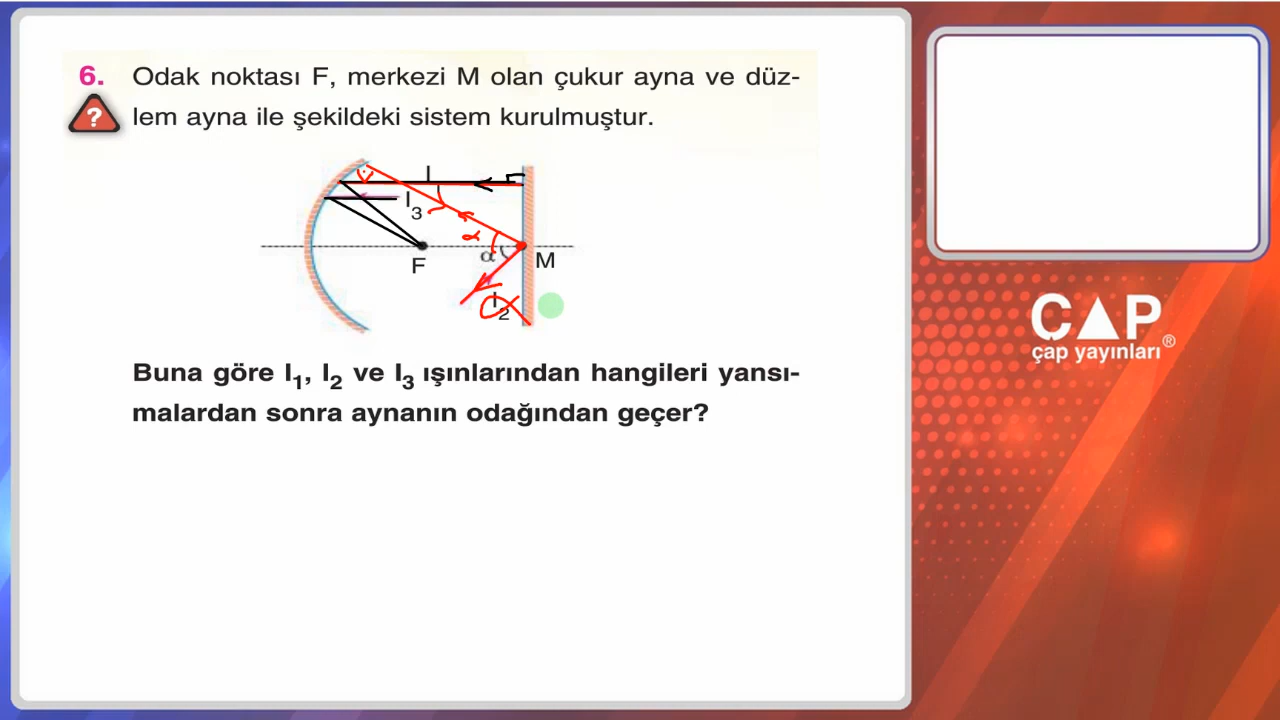 6. Odak noktası F, merkezi M olan çukur ayna ve düz-
? lem ayna ile şekildeki sistem kurulmuştur.
I
I3
α
F
α
M
I2
Buna göre I1, I2 ve I3 ışınlarından hangileri yansı-
malardan sonra aynanın odağından geçer?
ÇAP
çap yayınları®